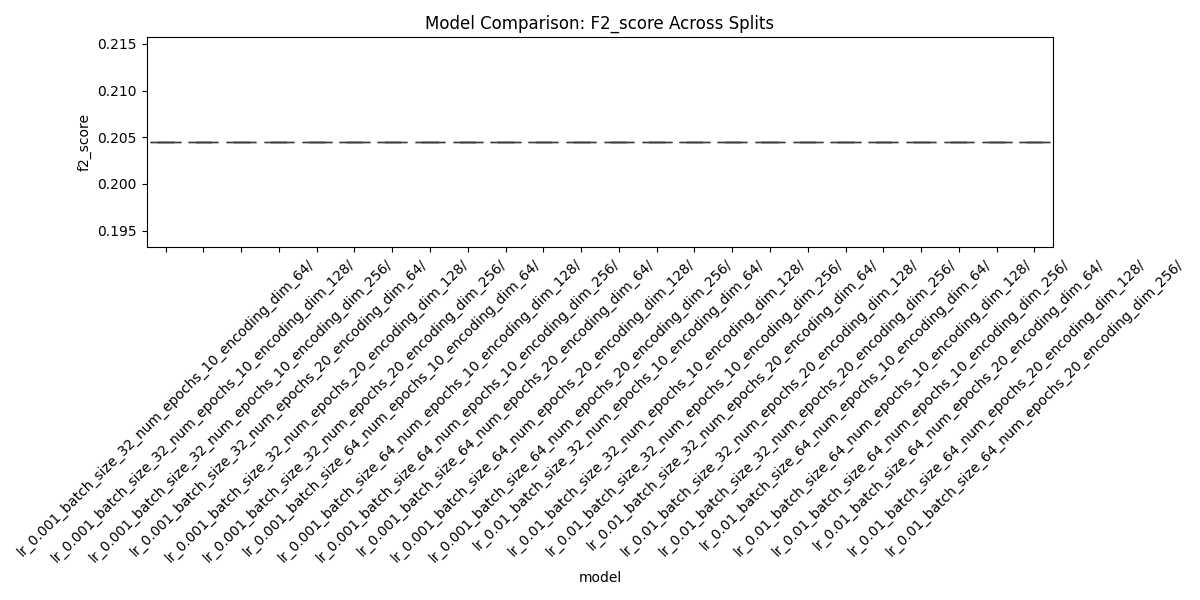 Model Comparison: F2_score Across Splits
0.215
0.210
0.205
0.200
0.195
f2_score
lr_0.001_batch_size_32_num_epochs_10_encoding_dim_64/
lr_0.001_batch_size_32_num_epochs_10_encoding_dim_128/
lr_0.001_batch_size_32_num_epochs_10_encoding_dim_256/
lr_0.001_batch_size_32_num_epochs_20_encoding_dim_64/
lr_0.001_batch_size_32_num_epochs_20_encoding_dim_128/
lr_0.001_batch_size_32_num_epochs_20_encoding_dim_256/
lr_0.001_batch_size_64_num_epochs_10_encoding_dim_64/
lr_0.001_batch_size_64_num_epochs_10_encoding_dim_128/
lr_0.001_batch_size_64_num_epochs_10_encoding_dim_256/
lr_0.001_batch_size_64_num_epochs_20_encoding_dim_64/
lr_0.001_batch_size_64_num_epochs_20_encoding_dim_128/
lr_0.001_batch_size_64_num_epochs_20_encoding_dim_256/
lr_0.01_batch_size_32_num_epochs_10_encoding_dim_64/
lr_0.01_batch_size_32_num_epochs_10_encoding_dim_128/
lr_0.01_batch_size_32_num_epochs_10_encoding_dim_256/
lr_0.01_batch_size_32_num_epochs_20_encoding_dim_64/
lr_0.01_batch_size_32_num_epochs_20_encoding_dim_128/
lr_0.01_batch_size_32_num_epochs_20_encoding_dim_256/
lr_0.01_batch_size_64_num_epochs_10_encoding_dim_64/
lr_0.01_batch_size_64_num_epochs_10_encoding_dim_128/
lr_0.01_batch_size_64_num_epochs_10_encoding_dim_256/
lr_0.01_batch_size_64_num_epochs_20_encoding_dim_64/
lr_0.01_batch_size_64_num_epochs_20_encoding_dim_128/
lr_0.01_batch_size_64_num_epochs_20_encoding_dim_256/
model